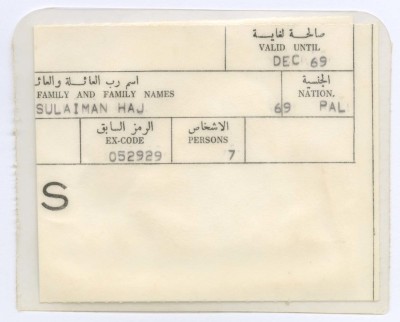 صالحة لغاية
VALID UNTIL
DEC 69
اسم رب العائلة والعائـ
FAMILY AND FAMILY NAMES
SULAIMAN HAJ
الجنسية
NATION.
69 PAL
الرمز السابق
EX-CODE
052929
الاشخاص
PERSONS
7
S